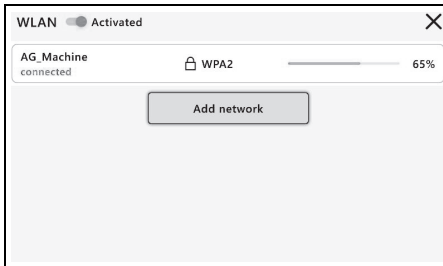 WLAN Activated
AG_Machine
connected
WPA2
65%
Add network